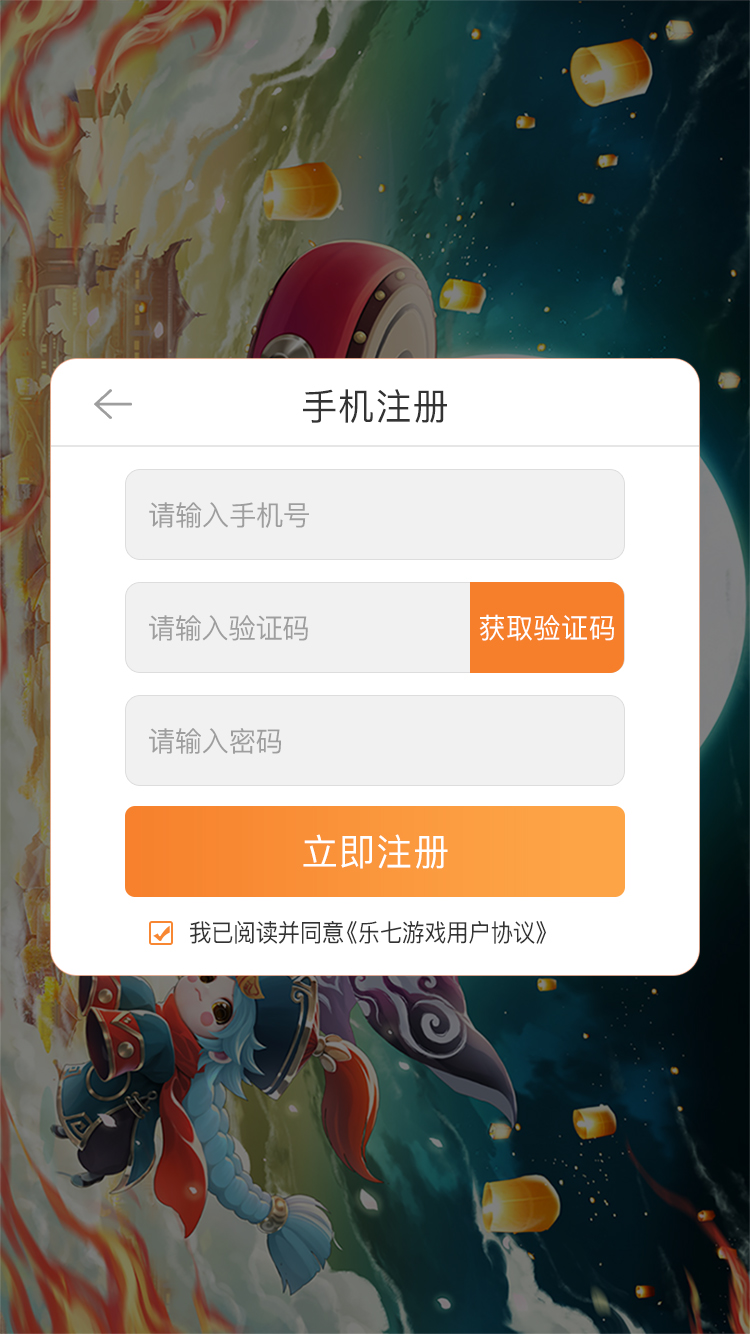 手机注册
请输入手机号
请输入验证码 获取验证码
请输入密码
立即注册
我已阅读并同意《乐七游戏用户协议》